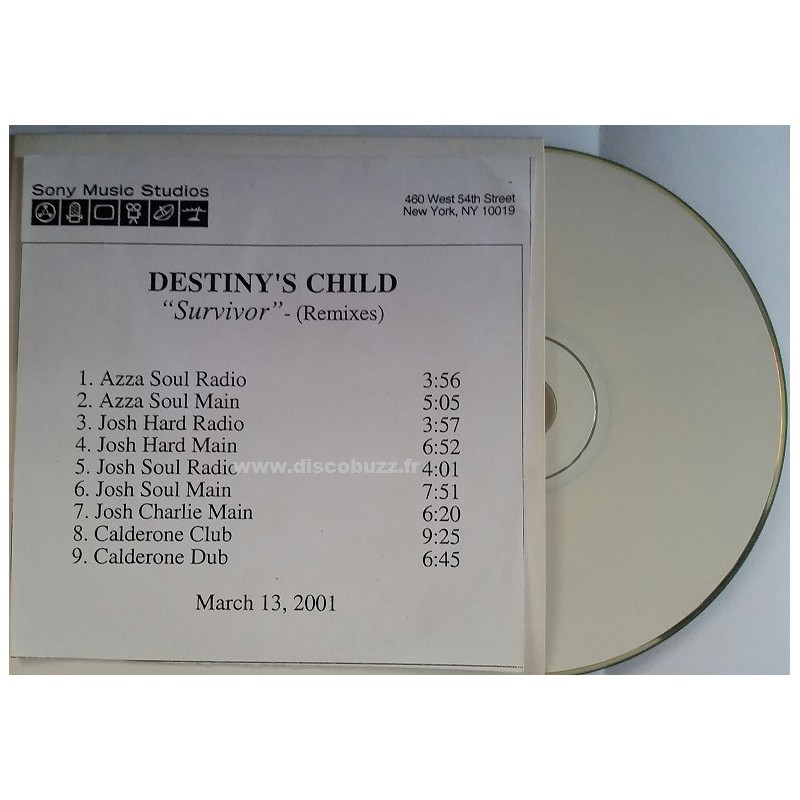 Sony Music Studios
460 West 54th Street
New York, NY 10019
DESTINY'S CHILD
“Survivor” - (Remixes)
1. Azza Soul Radio 3:56
2. Azza Soul Main 5:05
3. Josh Hard Radio 3:57
4. Josh Hard Main 6:52
5. Josh Soul Radio 4:01
www.discobuzz.fr
6. Josh Soul Main 7:51
7. Josh Charlie Main 6:20
8. Calderone Club 9:25
9. Calderone Dub 6:45
March 13, 2001